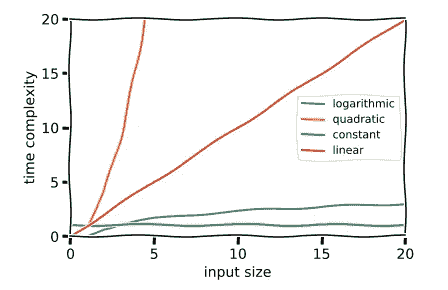 20
15
10
5
0
time complexity
logarithmic
quadratic
constant
linear
0 5 10 15 20
input size